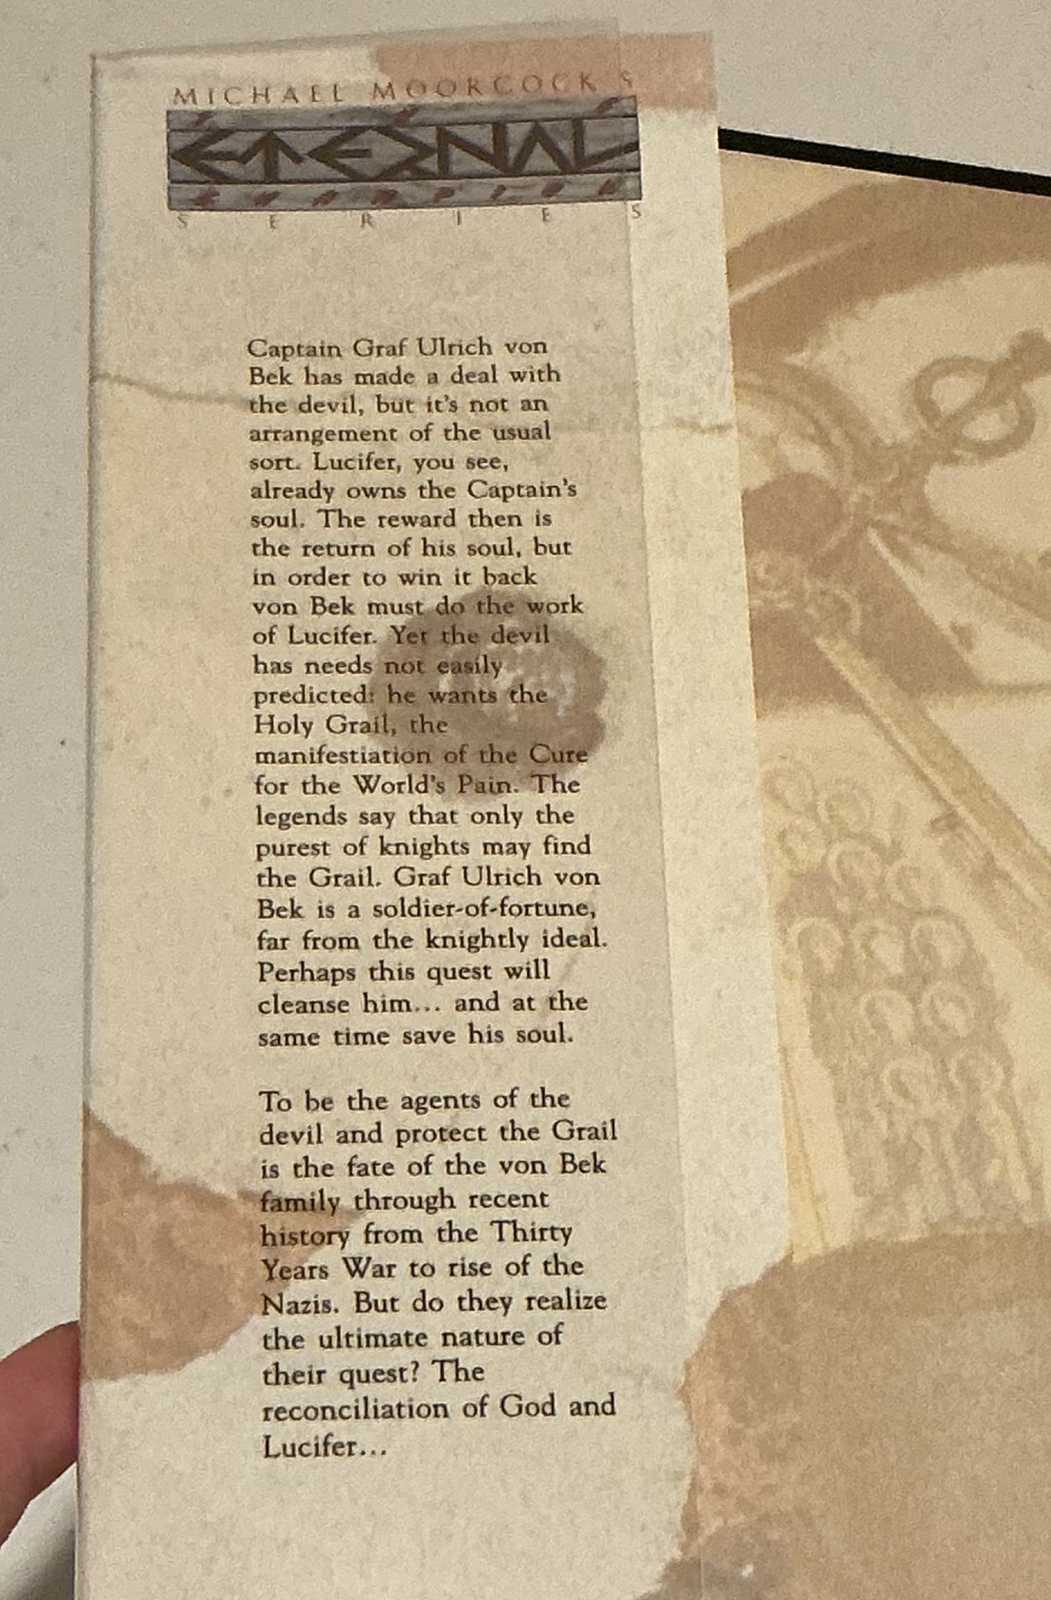 MICHAEL MOORCOCK'S
ETERNAL
CHAMPION
SERIES
Captain Graf Ulrich von
Bek has made a deal with
the devil, but it's not an
arrangement of the usual
sort. Lucifer, you see,
already owns the Captain's
soul. The reward then is
the return of his soul, but
in order to win it back
von Bek must do the work
of Lucifer. Yet the devil
has needs not easily
predicted: he wants the
Holy Grail, the
manifestiation of the Cure
for the World's Pain. The
legends say that only the
purest of knights may find
the Grail. Graf Ulrich von
Bek is a soldier-of-fortune,
far from the knightly ideal.
Perhaps this quest will
cleanse him... and at the
same time save his soul.
To be the agents of the
devil and protect the Grail
is the fate of the von Bek
family through recent
history from the Thirty
Years War to rise of the
Nazis. But do they realize
the ultimate nature of
their quest? The
reconciliation of God and
Lucifer...